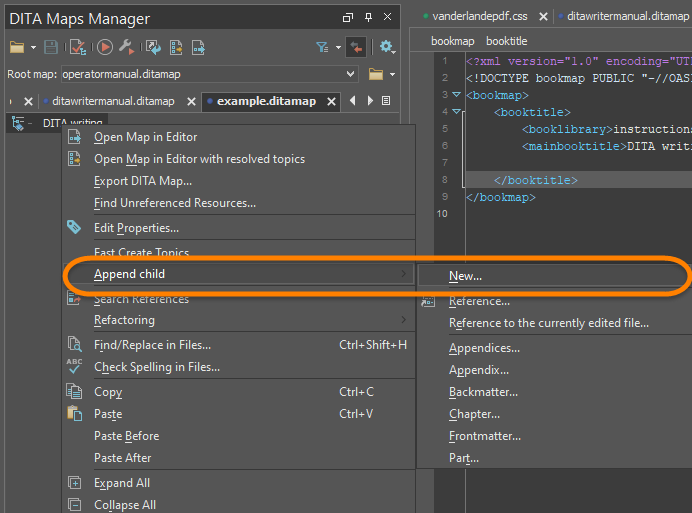 DITA Maps Manager
Root map: operatormanual.ditamap
ditawritermanual.ditamap
example.ditamap
DITA writing
Open Map in Editor
Open Map in Editor with resolved topics
Export DITA Map...
Find Unreferenced Resources...
Edit Properties...
Fast Create Topics
Append child
Search References
Refactoring
Find/Replace in Files... Ctrl+Shift+H
Check Spelling in Files...
Copy Ctrl+C
Paste Ctrl+V
Paste Before
Paste After
Expand All
Collapse All
New...
Reference...
Reference to the currently edited file...
Appendices...
Appendix...
Backmatter...
Chapter...
Frontmatter...
Part...
vanderlandepdf.css
ditawritermanual.ditamap
bookmap booktitle
1 <?xml version="1.0" encoding="UT
2 <!DOCTYPE bookmap PUBLIC "-//OAS
3 <bookmap>
4 <booktitle>
5 <booklibrary>instructions
6 <mainbooktitle>DITA writi
7
8 </booktitle>
9 </bookmap>
10